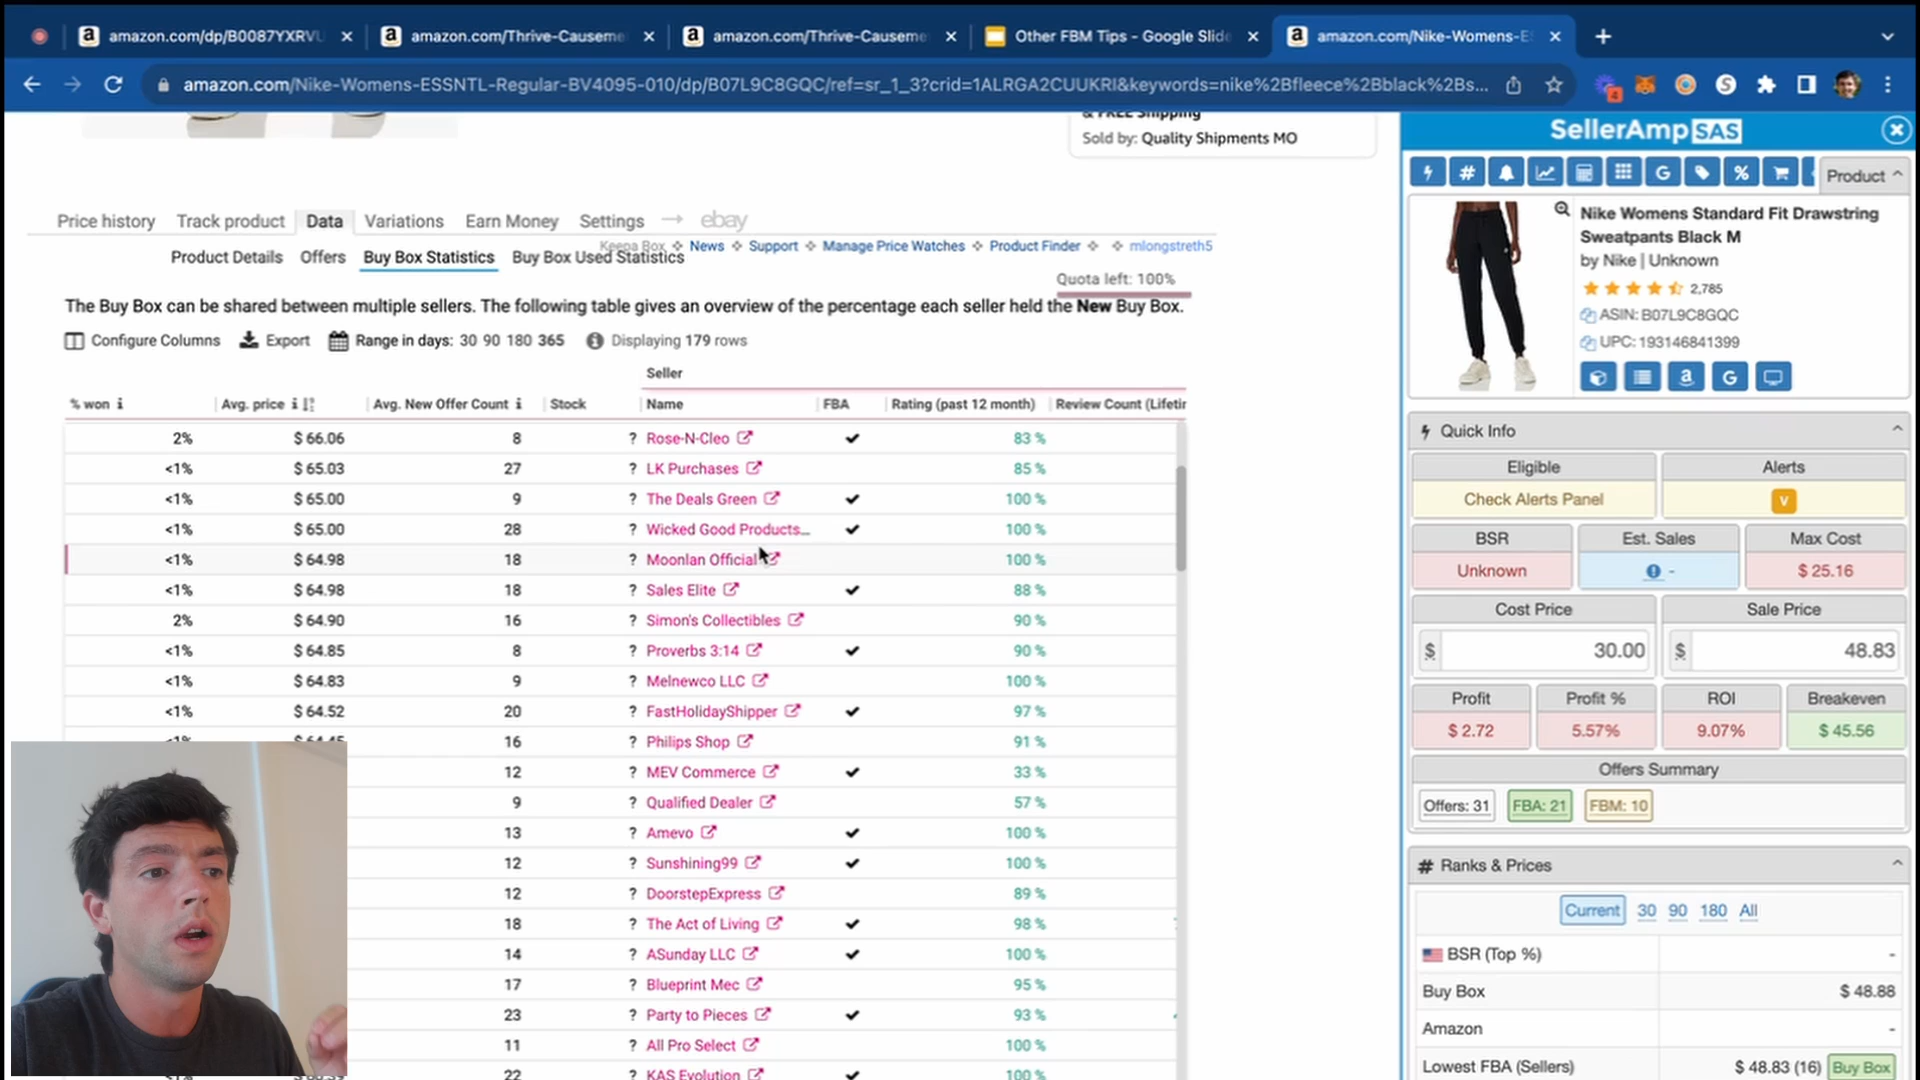 amazon.com/dp/B0087YXRVU
amazon.com/Thrive-Causeme
amazon.com/Thrive-Causeme
Other FBM Tips - Google Slide
amazon.com/Nike-Womens-ES
amazon.com/Nike-Womens-ESSNTL-Regular-BV4095-010/dp/B07L9C8GQC/ref=sr_1_3?crid=1ALRGA2CUUKRI&keywords=nike%2Bfleece%2Bblack%2Bs...
4
& FREE Shipping
Sold by: Quality Shipments MO
Price history Track product Data Variations Earn Money Settings → ebay
Keepa Box News Support Manage Price Watches Product Finder mlongstreth5
Product Details Offers Buy Box Statistics Buy Box Used Statistics
Quota left: 100%
The Buy Box can be shared between multiple sellers. The following table gives an overview of the percentage each seller held the New Buy Box.
Configure Columns Export Range in days: 30 90 180 365 Displaying 179 rows
Seller
% won Avg. price Avg. New Offer Count Stock Name FBA Rating (past 12 month) Review Count (Lifetir
2% $ 66.06 8 ? Rose-N-Cleo ✔ 83 %
<1% $ 65.03 27 ? LK Purchases 85 %
<1% $ 65.00 9 ? The Deals Green ✔ 100 %
<1% $ 65.00 28 ? Wicked Good Products... ✔ 100 %
<1% $ 64.98 18 ? Moonlan Official 100 %
<1% $ 64.98 18 ? Sales Elite ✔ 88 %
2% $ 64.90 16 ? Simon's Collectibles 90 %
<1% $ 64.85 8 ? Proverbs 3:14 ✔ 90 %
<1% $ 64.83 9 ? Melnewco LLC 100 %
<1% $ 64.52 20 ? FastHolidayShipper ✔ 97 %
<1% $ 64.45 16 ? Philips Shop 91 %
12 ? MEV Commerce ✔ 33 %
9 ? Qualified Dealer 57 %
13 ? Amevo ✔ 100 %
12 ? Sunshining99 ✔ 100 %
12 ? DoorstepExpress 89 %
18 ? The Act of Living ✔ 98 %
14 ? ASunday LLC ✔ 100 %
17 ? Blueprint Mec 95 %
23 ? Party to Pieces ✔ 93 %
11 ? All Pro Select 100 %
22 ? KAS Evolution ✔ 100 %
SellerAmp SAS
Product
Nike Womens Standard Fit Drawstring
Sweatpants Black M
by Nike | Unknown
2,785
ASIN: B07L9C8GQC
UPC: 193146841399
Quick Info
Eligible Alerts
Check Alerts Panel V
BSR Est. Sales Max Cost
Unknown - $ 25.16
Cost Price Sale Price
$ 30.00 $ 48.83
Profit Profit % ROI Breakeven
$ 2.72 5.57% 9.07% $ 45.56
Offers Summary
Offers: 31 FBA: 21 FBM: 10
Ranks & Prices
Current 30 90 180 All
BSR (Top %) -
Buy Box $ 48.88
Amazon -
Lowest FBA (Sellers) $ 48.83 (16) Buy Box